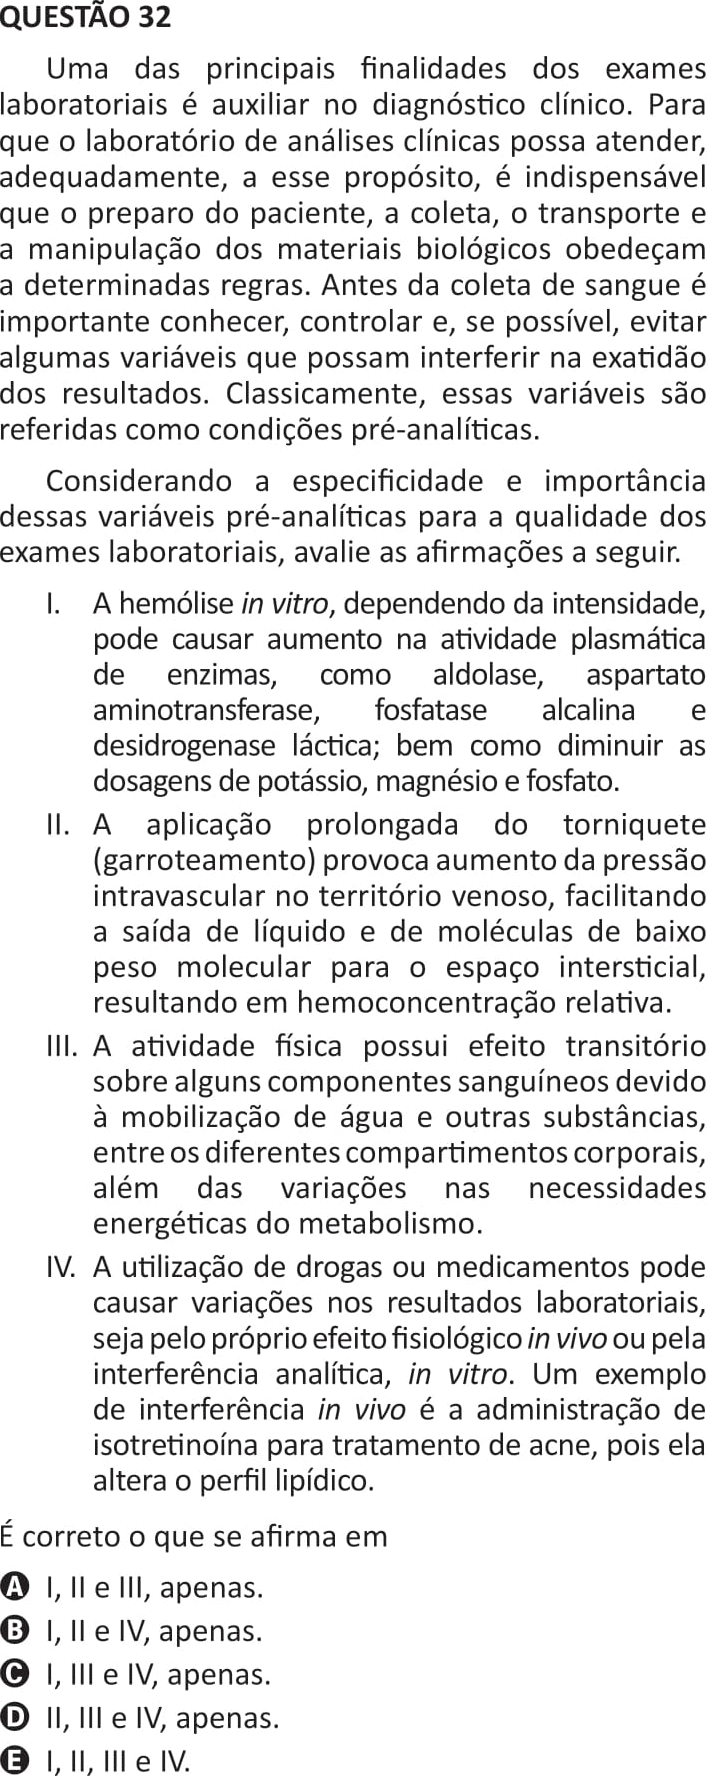 QUESTÃO 32
Uma das principais finalidades dos exames
laboratoriais é auxiliar no diagnóstico clínico. Para
que o laboratório de análises clínicas possa atender,
adequadamente, a esse propósito, é indispensável
que o preparo do paciente, a coleta, o transporte e
a manipulação dos materiais biológicos obedeçam
a determinadas regras. Antes da coleta de sangue é
importante conhecer, controlar e, se possível, evitar
algumas variáveis que possam interferir na exatidão
dos resultados. Classicamente, essas variáveis são
referidas como condições pré-analíticas.
Considerando a especificidade e importância
dessas variáveis pré-analíticas para a qualidade dos
exames laboratoriais, avalie as afirmações a seguir.
I. A hemólise in vitro, dependendo da intensidade,
pode causar aumento na atividade plasmática
de enzimas, como aldolase, aspartato
aminotransferase, fosfatase alcalina e
desidrogenase láctica; bem como diminuir as
dosagens de potássio, magnésio e fosfato.
II. A aplicação prolongada do torniquete
(garroteamento) provoca aumento da pressão
intravascular no território venoso, facilitando
a saída de líquido e de moléculas de baixo
peso molecular para o espaço intersticial,
resultando em hemoconcentração relativa.
III. A atividade física possui efeito transitório
sobre alguns componentes sanguíneos devido
à mobilização de água e outras substâncias,
entre os diferentes compartimentos corporais,
além das variações nas necessidades
energéticas do metabolismo.
IV. A utilização de drogas ou medicamentos pode
causar variações nos resultados laboratoriais,
seja pelo próprio efeito fisiológico in vivo ou pela
interferência analítica, in vitro. Um exemplo
de interferência in vivo é a administração de
isotretinoína para tratamento de acne, pois ela
altera o perfil lipídico.
É correto o que se afirma em
A I, II e III, apenas.
B I, II e IV, apenas.
C I, III e IV, apenas.
D II, III e IV, apenas.
E I, II, III e IV.